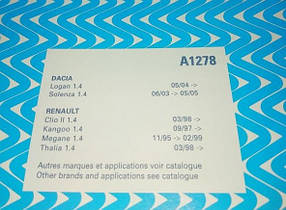 A1278
DACIA
Logan 1.4 05/04 ->
Solenza 1.4 06/03 -> 05/05
RENAULT
Clio II 1.4 03/98 ->
Kangoo 1.4 09/97 ->
Megane 1.4 11/95 -> 02/99
Thalia 1.4 03/98 ->
Autres marques et applications voir catalogue
Other brands and applications see catalogue